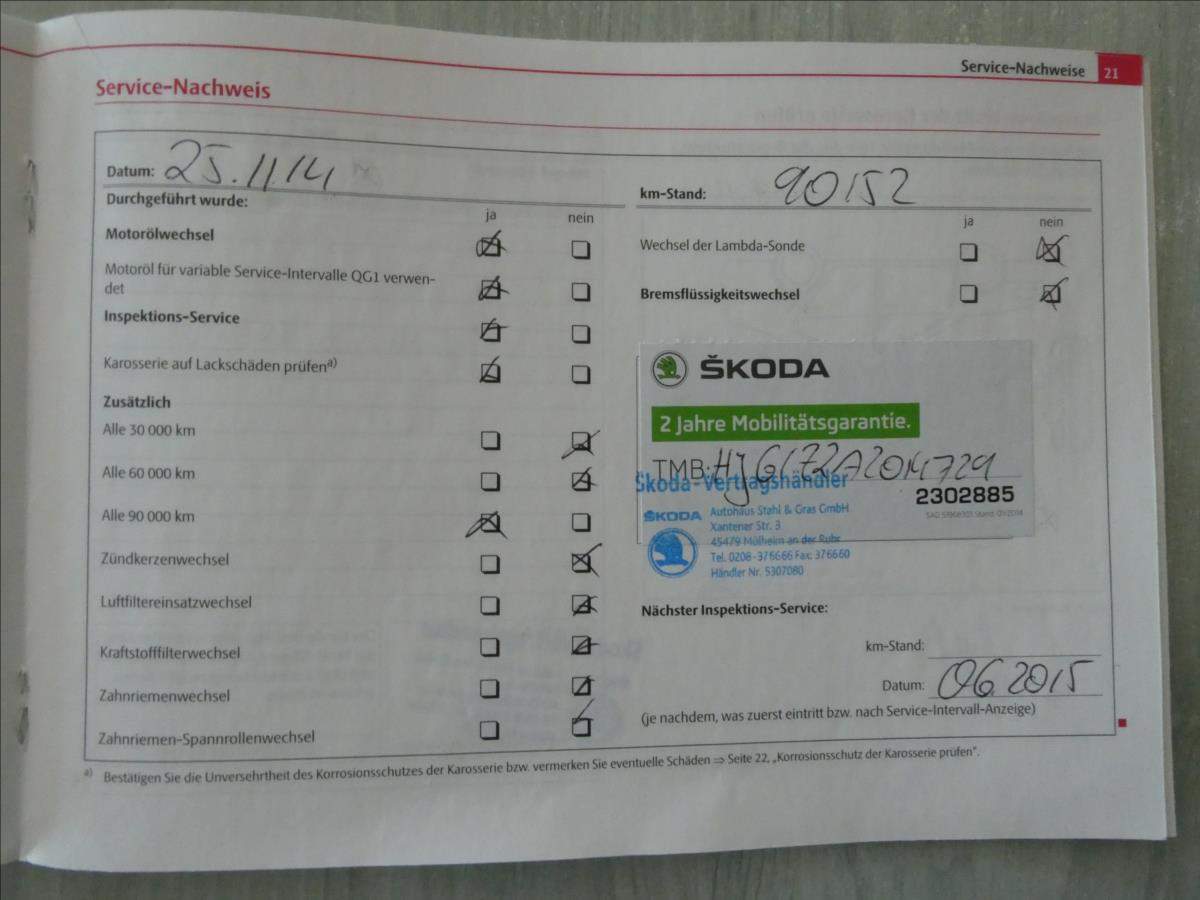 Service-Nachweise 21
Service-Nachweis
Datum: 25.11.14
Durchgeführt wurde:
ja nein
Motorölwechsel
Motoröl für variable Service-Intervalle QG1 verwen-
det
Inspektions-Service
Karosserie auf Lackschäden prüfen a)
Zusätzlich
Alle 30 000 km
Alle 60 000 km
Alle 90 000 km
Zündkerzenwechsel
Luftfiltereinsatzwechsel
Kraftstofffilterwechsel
Zahnriemenwechsel
Zahnriemen-Spannrollenwechsel
km-Stand: 90152
ja nein
Wechsel der Lambda-Sonde
Bremsflüssigkeitswechsel
ŠKODA
2 Jahre Mobilitätsgarantie.
TMB
2302885
Škoda-Vertragshändler
ŠKODA
Autohaus Stahl & Gras GmbH
Xantener Str. 3
45479 Mülheim an der Ruhr
Tel. 0208-376666 Fax: 376660
Händler Nr. 5307080
Nächster Inspektions-Service:
km-Stand:
Datum: 06.2015
(je nachdem, was zuerst eintritt bzw. nach Service-Intervall-Anzeige)
a) Bestätigen Sie die Unversehrtheit des Korrosionsschutzes der Karosserie bzw. vermerken Sie eventuelle Schäden ⇒ Seite 22, „Korrosionsschutz der Karosserie prüfen“.